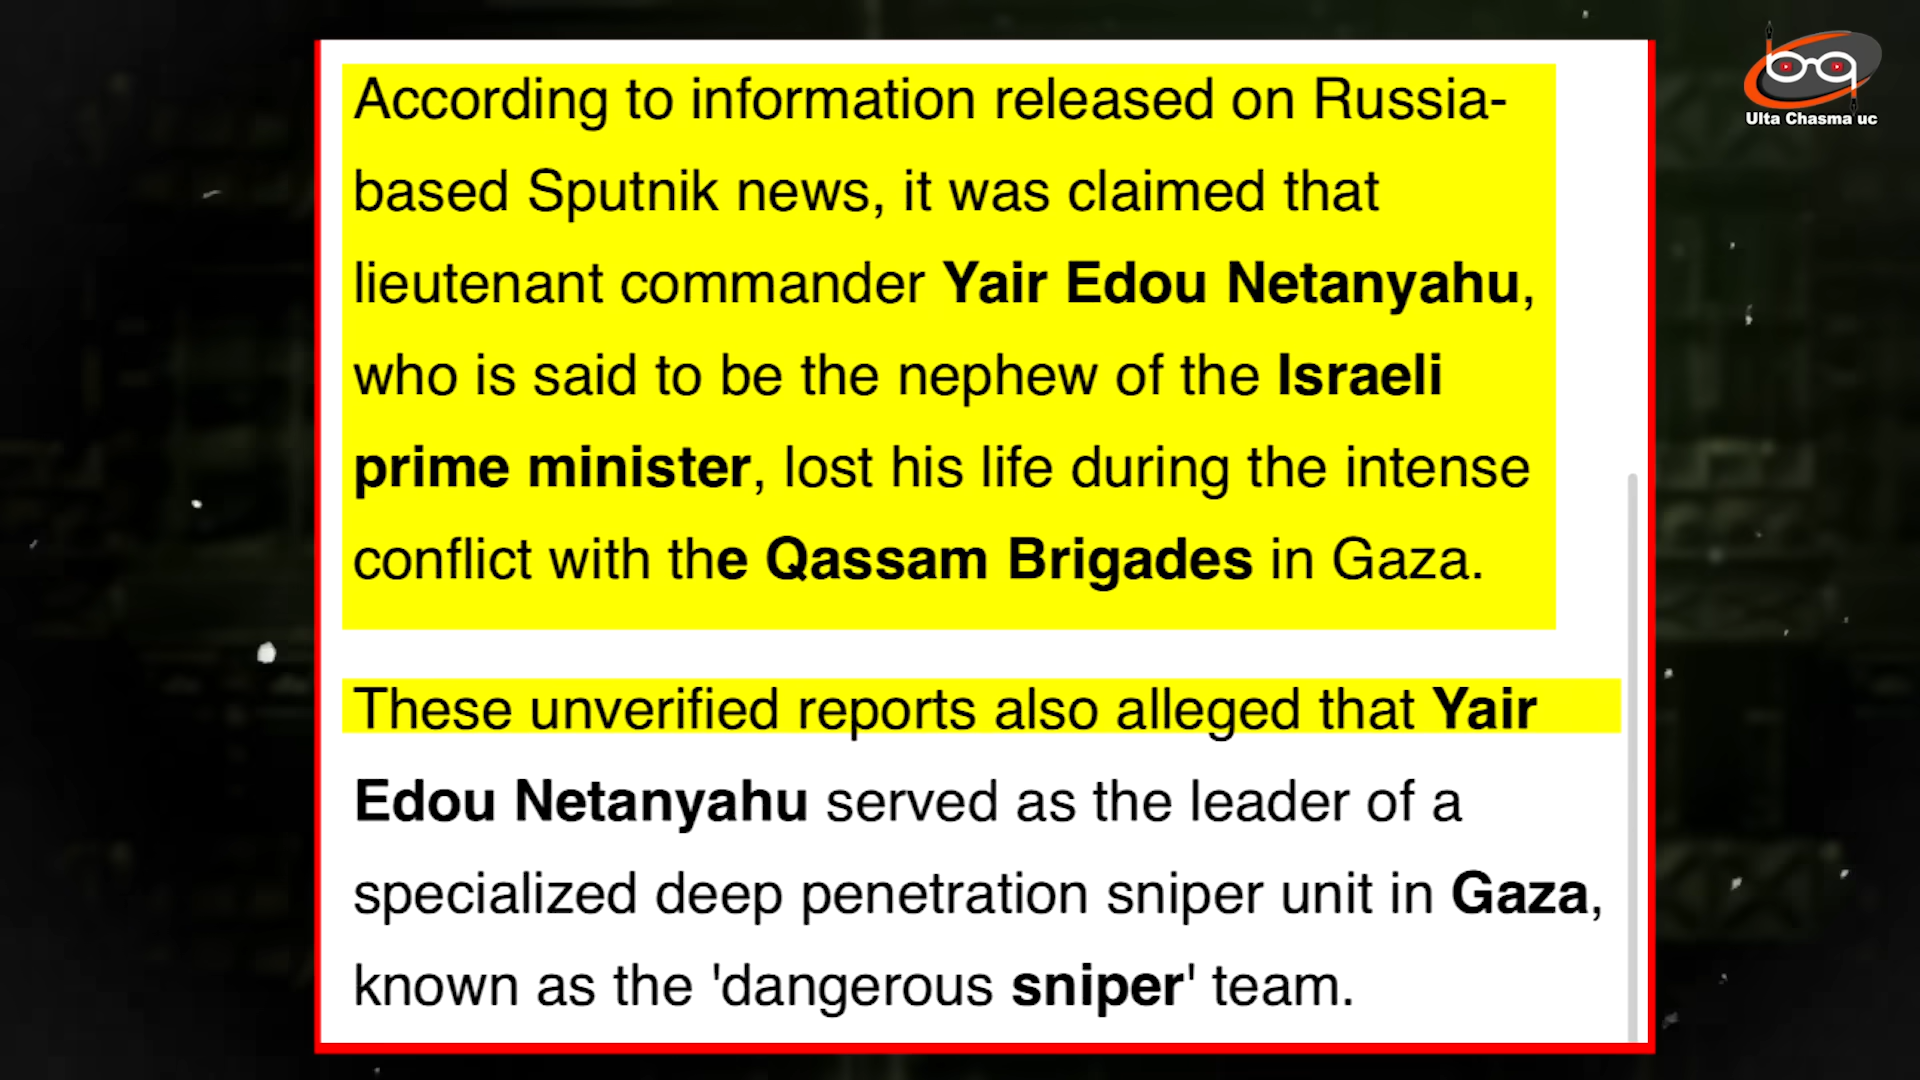 According to information released on Russia-
based Sputnik news, it was claimed that
lieutenant commander Yair Edou Netanyahu,
who is said to be the nephew of the Israeli
prime minister, lost his life during the intense
conflict with the Qassam Brigades in Gaza.
These unverified reports also alleged that Yair
Edou Netanyahu served as the leader of a
specialized deep penetration sniper unit in Gaza,
known as the 'dangerous sniper' team.
Ulta Chasma uc